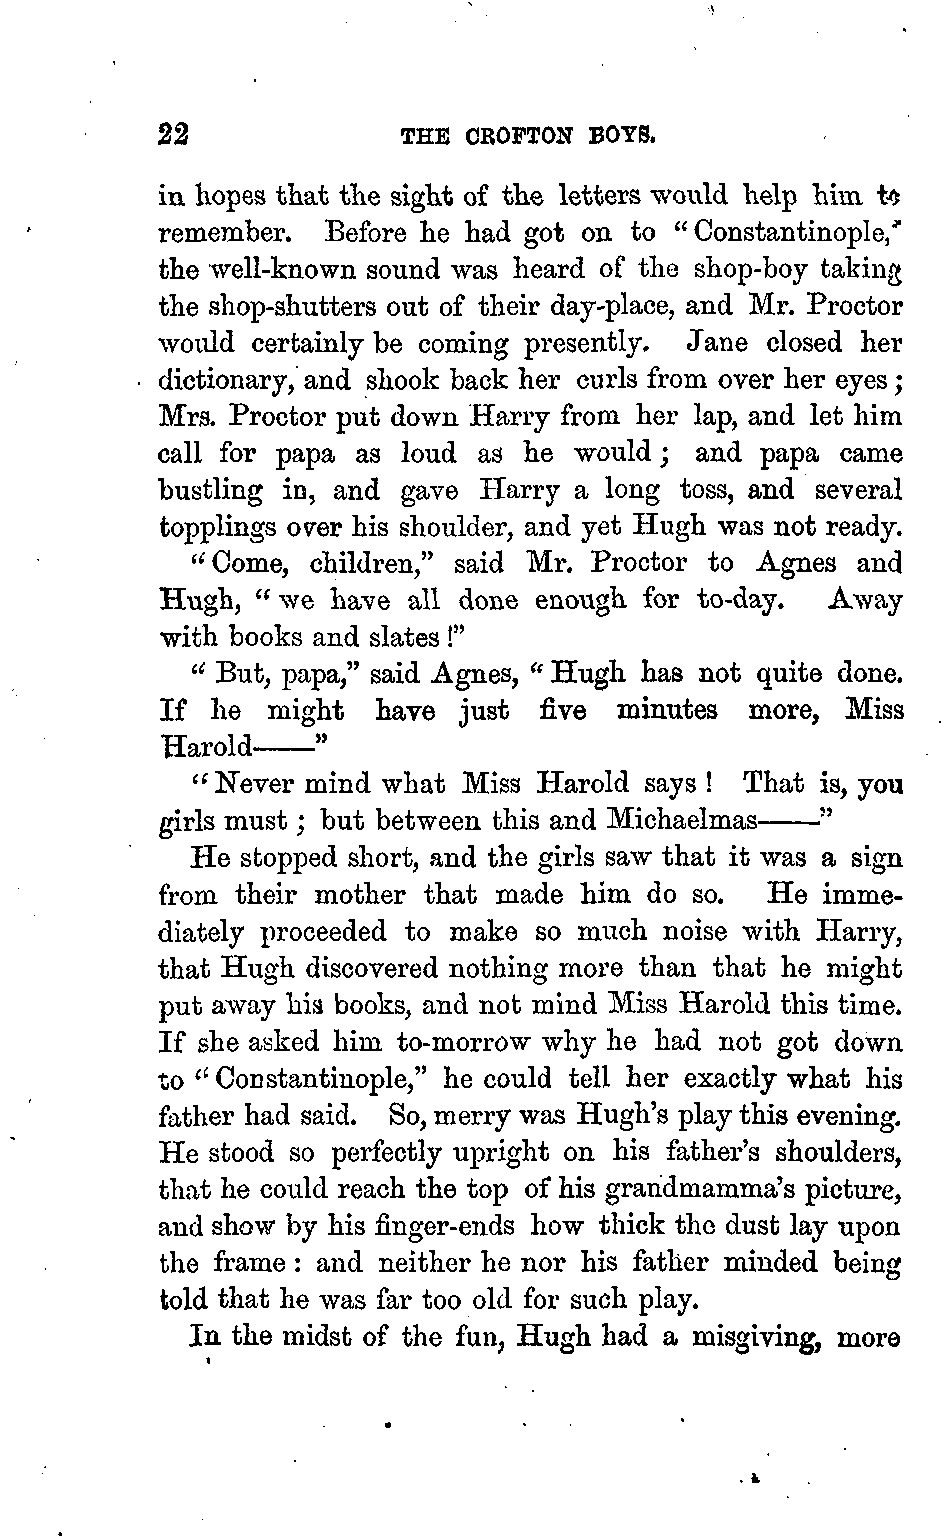 22 THE CROFTON BOYS.
in hopes that the sight of the letters would help him to
remember. Before he had got on to "Constantinople,"
the well-known sound was heard of the shop-boy taking
the shop-shutters out of their day-place, and Mr. Proctor
would certainly be coming presently. Jane closed her
dictionary, and shook back her curls from over her eyes;
Mrs. Proctor put down Harry from her lap, and let him
call for papa as loud as he would; and papa came
bustling in, and gave Harry a long toss, and several
topplings over his shoulder, and yet Hugh was not ready.
"Come, children," said Mr. Proctor to Agnes and
Hugh, "we have all done enough for to-day. Away
with books and slates!"
"But, papa," said Agnes, "Hugh has not quite done.
If he might have just five minutes more, Miss
Harold——"
"Never mind what Miss Harold says! That is, you
girls must; but between this and Michaelmas——"
He stopped short, and the girls saw that it was a sign
from their mother that made him do so. He imme-
diately proceeded to make so much noise with Harry,
that Hugh discovered nothing more than that he might
put away his books, and not mind Miss Harold this time.
If she asked him to-morrow why he had not got down
to "Constantinople," he could tell her exactly what his
father had said. So, merry was Hugh's play this evening.
He stood so perfectly upright on his father's shoulders,
that he could reach the top of his grandmamma's picture,
and show by his finger-ends how thick the dust lay upon
the frame: and neither he nor his father minded being
told that he was far too old for such play.
In the midst of the fun, Hugh had a misgiving, more